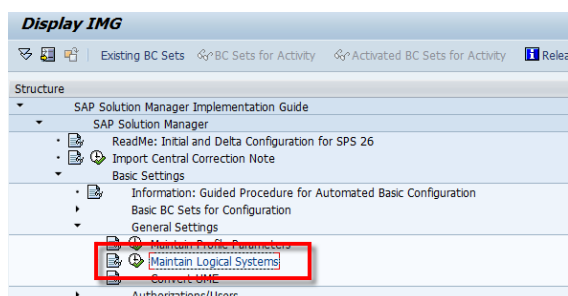 Display IMG
Existing BC Sets BC Sets for Activity Activated BC Sets for Activity
Structure
SAP Solution Manager Implementation Guide
SAP Solution Manager
ReadMe: Initial and Delta Configuration for SPS 26
Import Central Correction Note
Basic Settings
Information: Guided Procedure for Automated Basic Configuration
Basic BC Sets for Configuration
General Settings
Maintain Profile Parameters
Maintain Logical Systems
Convert UME
Authorizations/Users